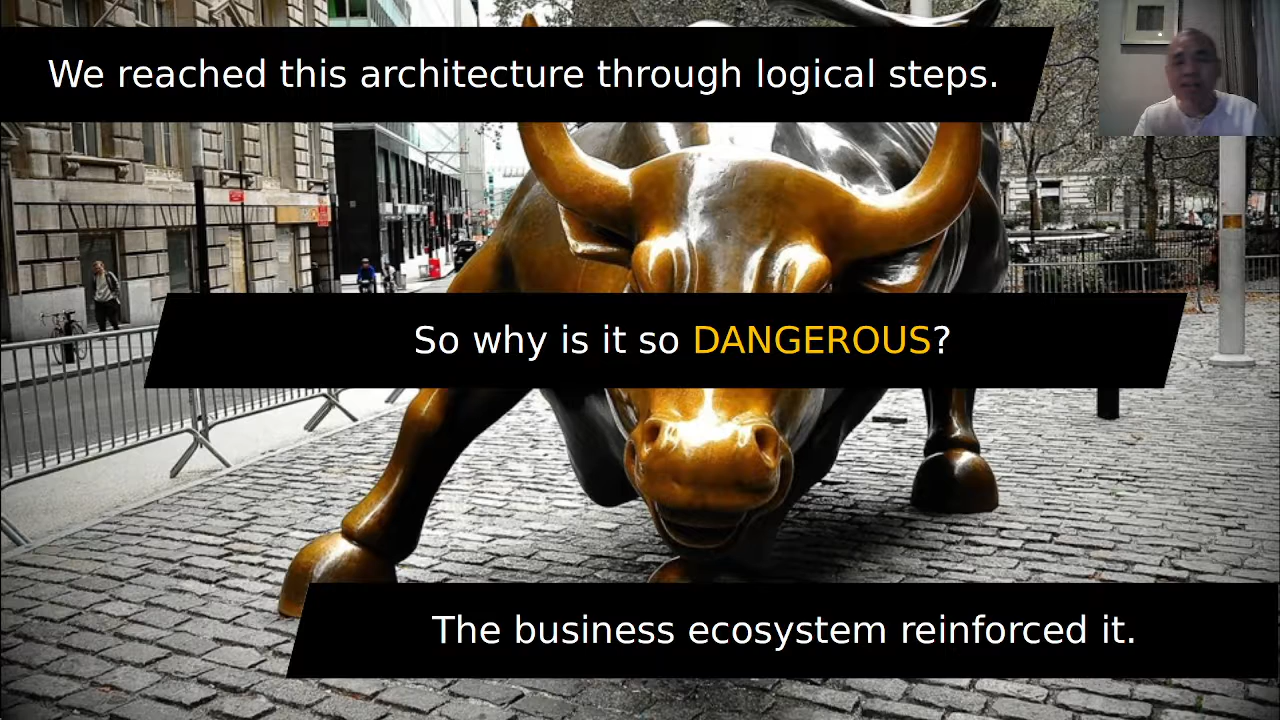 We reached this architecture through logical steps.
So why is it so DANGEROUS?
The business ecosystem reinforced it.